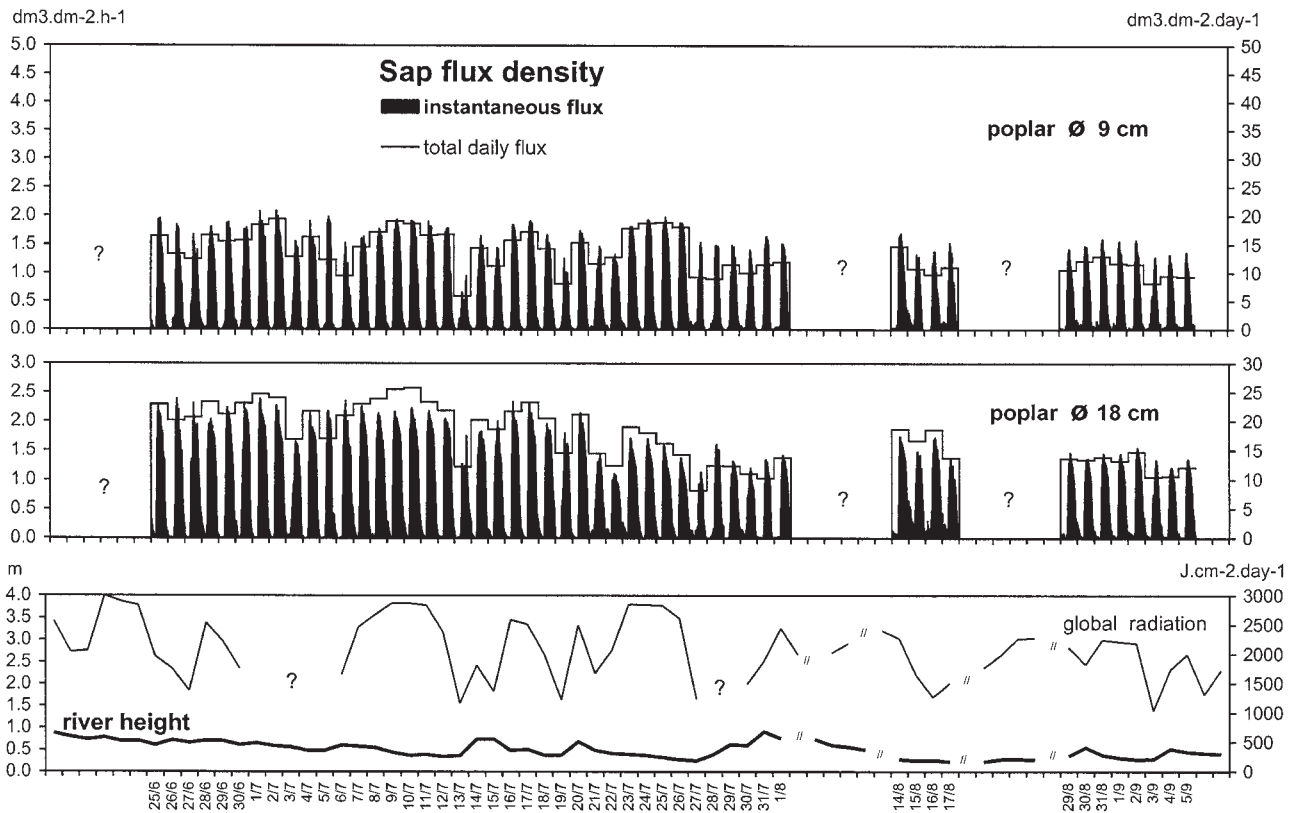 dm3.dm-2.h-1 dm3.dm-2.day-1
5.0 50
4.5 45
Sap flux density
4.0 40
instantaneous flux
3.5 poplar Ø 9 cm 35
total daily flux
3.0 30
2.5 25
2.0 20
1.5 15
? ? ?
1.0 10
0.5 5
0.0 0
3.0 30
2.5 poplar Ø 18 cm 25
2.0 20
1.5 15
1.0 10
? ? ?
0.5 5
0.0 0
m J.cm-2.day-1
4.0 3000
3.5 global radiation 2500
3.0 // //
2.5 // 2000
? ? //
2.0 1500
1.5
1.0 river height 1000
0.5 // // // // 500
0.0 0
25/6 26/6 27/6 28/6 29/6 30/6 1/7 2/7 3/7 4/7 5/7 6/7 7/7 8/7 9/7 10/7 11/7 12/7 13/7 14/7 15/7 16/7 17/7 18/7 19/7 20/7 21/7 22/7 23/7 24/7 25/7 26/7 27/7 28/7 29/7 30/7 31/7 1/8 14/8 15/8 16/8 17/8 29/8 30/8 31/8 1/9 2/9 3/9 4/9 5/9